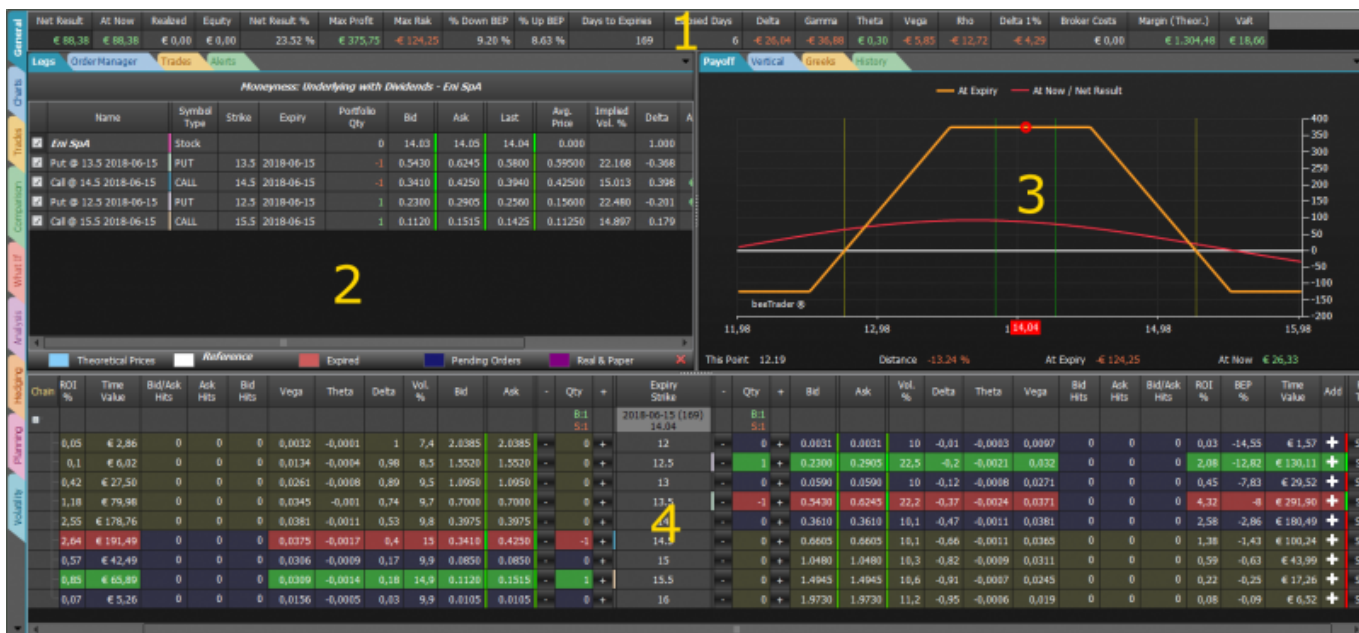 Net Result At Now Realized Equity Net Result % Max Profit Max Risk % Down BEP % Up BEP Days to Expiries Days Delta Gamma Theta Vega Rho Delta 1% Broker Costs Margin (Theor.) VaR
€ 88,38 € 88,38 € 0,00 € 0,00 23.52 % € 375,75 -€ 124,25 9.20 % 8.63 % 169 6 -€ 26,04 -€ 36,88 € 0,30 -€ 5,85 -€ 12,72 -€ 4,29 € 0,00 € 1.304,48 € 18,66
1
General
Charts
Trades
Comparison
What If
Analysis
Hedging
Planning
Volatility
Legs OrderManager Trades Alerts
Moneyness: Underlying with Dividends - Eni SpA
Name Symbol Type Strike Expiry Portfolio Qty Bid Ask Last Avg. Price Implied Vol. % Delta
Eni SpA Stock 0 14.03 14.05 14.04 0.000 1.000
Put @ 13.5 2018-06-15 PUT 13.5 2018-06-15 -1 0.5430 0.6245 0.5800 0.59500 22.168 -0.368
Call @ 14.5 2018-06-15 CALL 14.5 2018-06-15 -1 0.3410 0.4250 0.3940 0.42500 15.013 0.398
Put @ 12.5 2018-06-15 PUT 12.5 2018-06-15 1 0.2300 0.2905 0.2560 0.15600 22.480 -0.201
Call @ 15.5 2018-06-15 CALL 15.5 2018-06-15 1 0.1120 0.1515 0.1425 0.11250 14.897 0.179
2
Theoretical Prices Reference Expired Pending Orders Real & Paper
Payoff Vertical Greeks History
At Expiry At Now / Net Result
400
350
300
250
200
150
100
50
0
-50
-100
-150
-200
3
beeTrader ®
11,98 12,98 14,04 14,98 15,98
This Point 12.19 Distance -13.24 % At Expiry -€ 124,25 At Now € 26,33
Chain ROI % Time Value Bid/Ask Hits Ask Hits Bid Hits Vega Theta Delta Vol. % Bid Ask - Qty + Expiry Strike - Qty + Bid Ask Vol. % Delta Theta Vega Bid Hits Ask Hits Bid/Ask Hits ROI % BEP % Time Value Add
B:1 S:1 2018-06-15 (169) 14.04 B:1 S:1
0,05 € 2,86 0 0 0 0,0032 -0,0001 1 7,4 2.0385 2.0385 - 0 + 12 - 0 + 0.0031 0.0031 10 -0,01 -0,0003 0,0097 0 0 0 0,03 -14,55 € 1,57
0,1 € 6,02 0 0 0 0,0134 -0,0004 0,98 8,5 1.5520 1.5520 - 0 + 12.5 - 1 + 0.2300 0.2905 22,5 -0,2 -0,0021 0,032 0 0 0 2,08 -12,82 € 130,11
0,42 € 27,50 0 0 0 0,0261 -0,0008 0,89 9,5 1.0950 1.0950 - 0 + 13 - 0 + 0.0590 0.0590 10 -0,12 -0,0008 0,0271 0 0 0 0,45 -7,83 € 29,52
1,18 € 79,98 0 0 0 0,0345 -0,001 0,74 9,7 0.7000 0.7000 - 0 + 13.5 - -1 + 0.5430 0.6245 22,2 -0,37 -0,0024 0,0371 0 0 0 4,32 -8 € 291,90
2,55 € 178,76 0 0 0 0,0381 -0,0011 0,53 9,8 0.3975 0.3975 - 0 + - 0 + 0.3610 0.3610 10,1 -0,47 -0,0011 0,0381 0 0 0 2,58 -2,86 € 180,49
4
2,64 € 191,49 0 0 0 0,0375 -0,0017 0,4 15 0.3410 0.4250 - -1 + 14.5 - 0 + 0.6605 0.6605 10,1 -0,66 -0,0011 0,0365 0 0 0 1,38 -1,43 € 100,24
0,57 € 42,49 0 0 0 0,0306 -0,0009 0,17 9,9 0.0850 0.0850 - 0 + 15 - 0 + 1.0480 1.0480 10,3 -0,82 -0,0009 0,0311 0 0 0 0,59 -0,63 € 43,99
0,85 € 65,89 0 0 0 0,0309 -0,0014 0,18 14,9 0.1120 0.1515 - 1 + 15.5 - 0 + 1.4945 1.4945 10,6 -0,91 -0,0007 0,0245 0 0 0 0,22 -0,25 € 17,26
0,07 € 5,26 0 0 0 0,0156 -0,0005 0,03 9,9 0.0105 0.0105 - 0 + 16 - 0 + 1.9730 1.9730 11,2 -0,95 -0,0006 0,019 0 0 0 0,08 -0,09 € 6,52